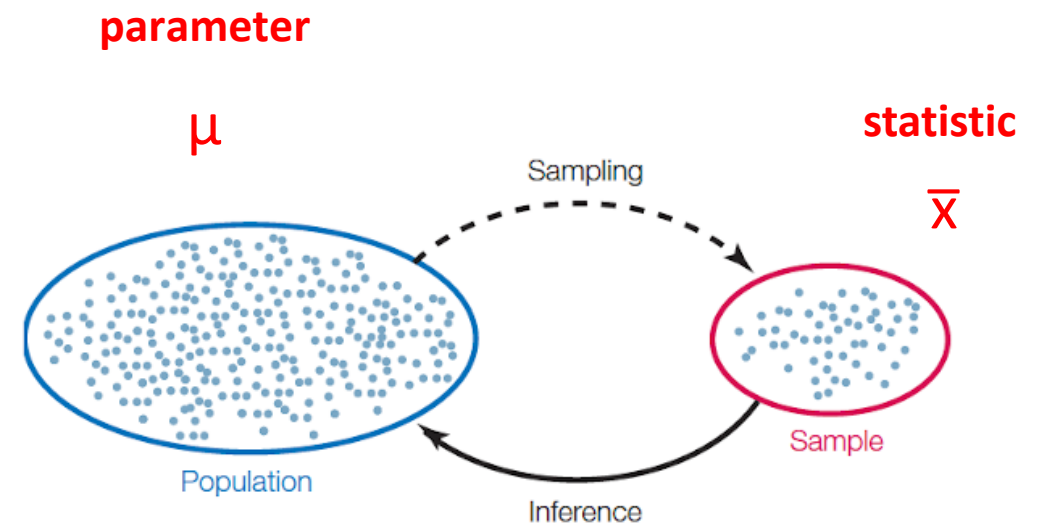 parameter
μ
statistic
x̅
Sampling
Population
Sample
Inference